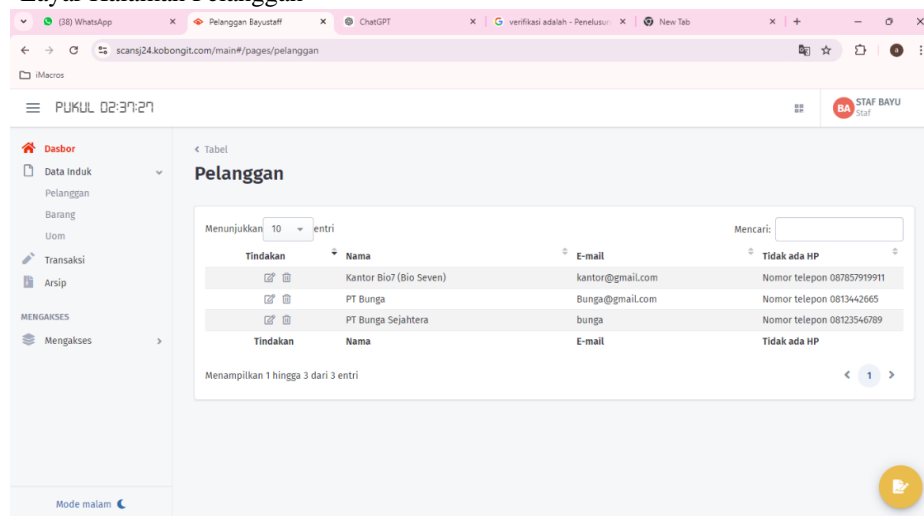 Layar Halaman Pelanggan
(38) WhatsApp
Pelanggan Bayustaff
ChatGPT
verifikasi adalah - Penelusur
New Tab
scansj24.kobongit.com/main#/pages/pelanggan
iMacros
PUKUL 02:37:27
BA
STAF BAYU
Staf
Dasbor
Data Induk
Pelanggan
Barang
Uom
Transaksi
Arsip
MENGAKSES
Mengakses
Mode malam
Tabel
Pelanggan
Menunjukkan 10 entri
Mencari:
Tindakan Nama E-mail Tidak ada HP
Kantor Bio7 (Bio Seven) kantor@gmail.com Nomor telepon 087857919911
PT Bunga Bunga@gmail.com Nomor telepon 0813442665
PT Bunga Sejahtera bunga Nomor telepon 08123546789
Tindakan Nama E-mail Tidak ada HP
Menampilkan 1 hingga 3 dari 3 entri
1